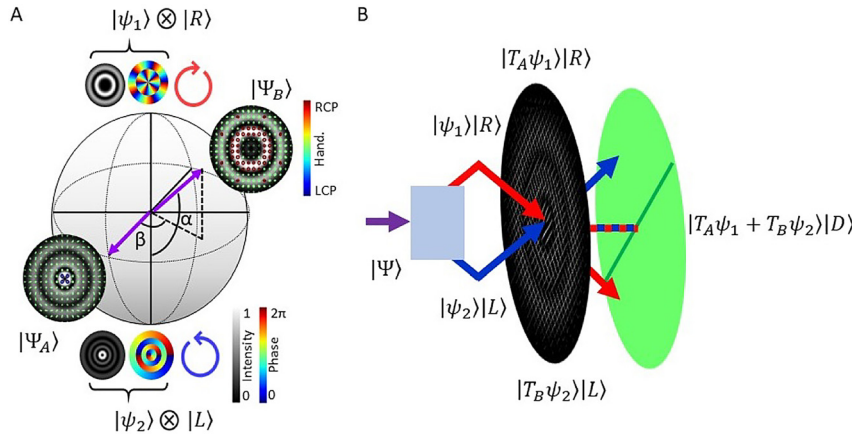 A
|ψ₁⟩ ⊗ |R⟩
|Ψ_B⟩
RCP
Hand.
LCP
α
β
|Ψ_A⟩
1
Intensity
0
2π
Phase
0
|ψ₂⟩ ⊗ |L⟩
B
|T_Aψ₁⟩|R⟩
|ψ₁⟩|R⟩
|T_Aψ₁ + T_Bψ₂⟩|D⟩
|Ψ⟩
|ψ₂⟩|L⟩
|T_Bψ₂⟩|L⟩